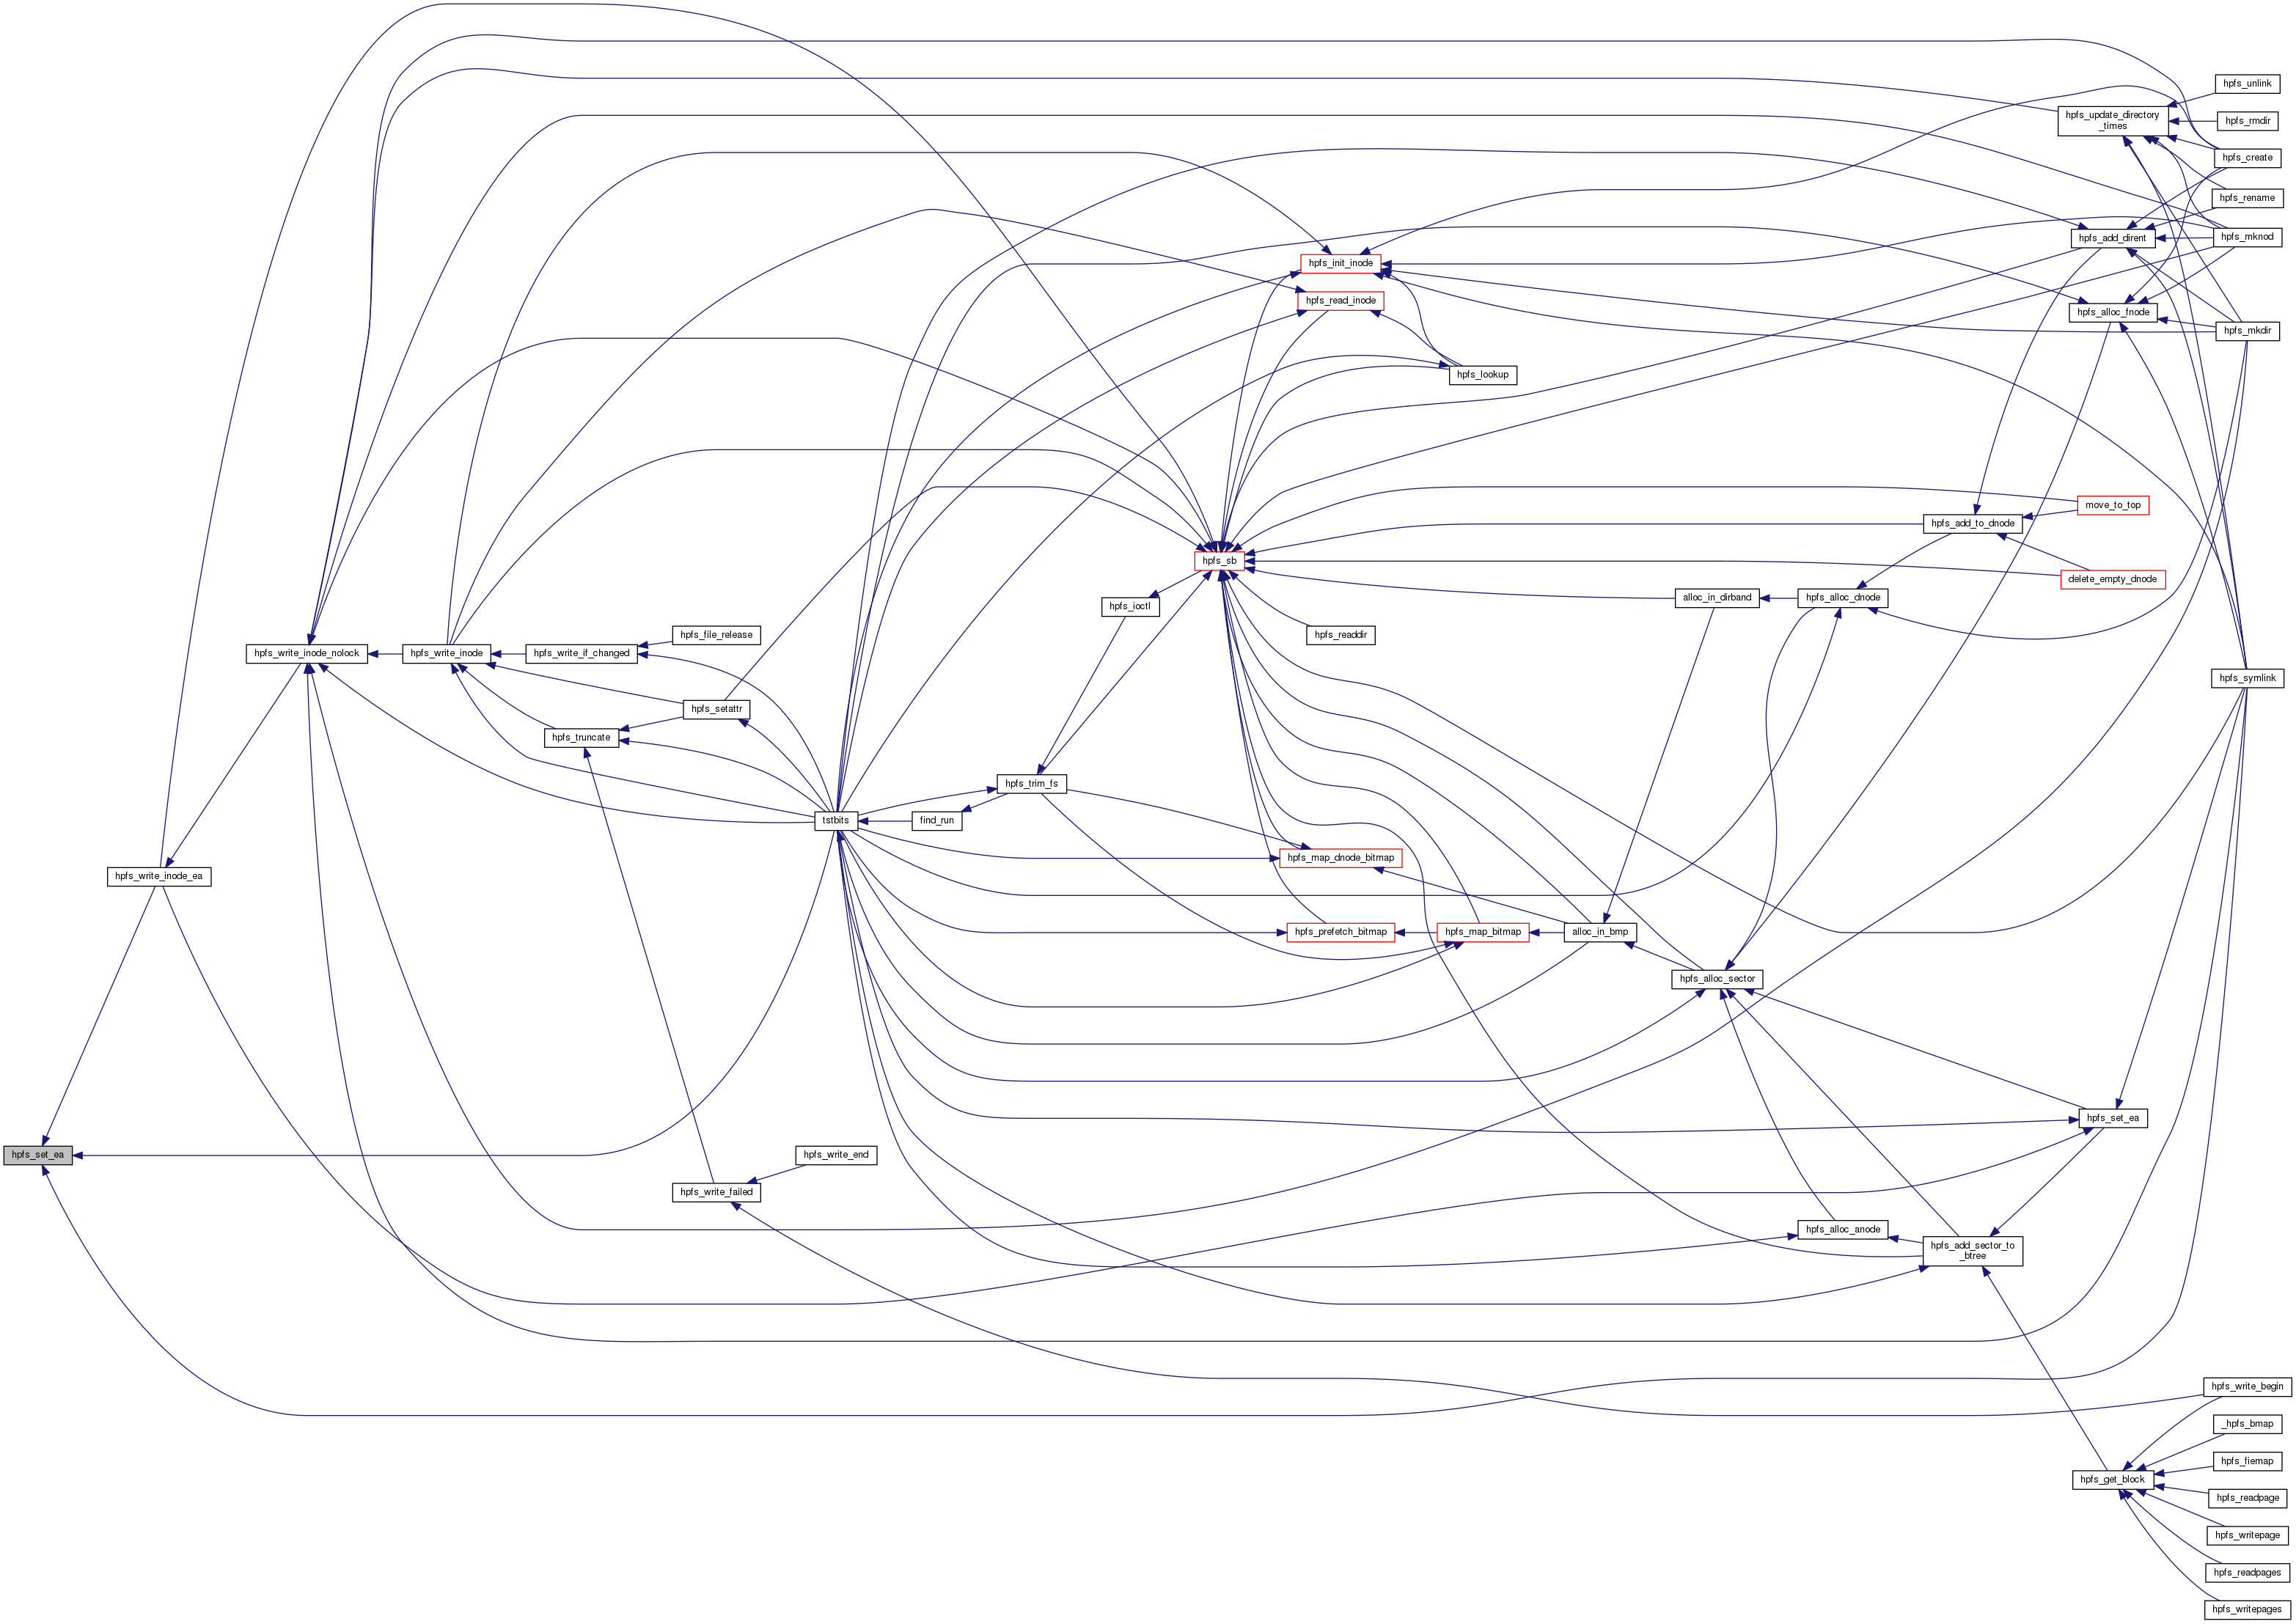 hpfs_unlink
hpfs_update_directory
_times
hpfs_rmdir
hpfs_create
hpfs_rename
hpfs_add_dirent
hpfs_mknod
hpfs_init_inode
hpfs_read_inode
hpfs_alloc_fnode
hpfs_mkdir
hpfs_lookup
move_to_top
hpfs_add_to_dnode
hpfs_sb
delete_empty_dnode
hpfs_ioctl
alloc_in_dirband
hpfs_alloc_dnode
hpfs_file_release
hpfs_readdir
hpfs_write_inode_nolock
hpfs_write_inode
hpfs_write_if_changed
hpfs_symlink
hpfs_setattr
hpfs_truncate
hpfs_trim_fs
tstbits
find_run
hpfs_map_dnode_bitmap
hpfs_write_inode_ea
hpfs_prefetch_bitmap
hpfs_map_bitmap
alloc_in_bmp
hpfs_alloc_sector
hpfs_set_ea
hpfs_set_ea
hpfs_write_end
hpfs_write_failed
hpfs_alloc_anode
hpfs_add_sector_to
_btree
hpfs_write_begin
_hpfs_bmap
hpfs_fiemap
hpfs_get_block
hpfs_readpage
hpfs_writepage
hpfs_readpages
hpfs_writepages